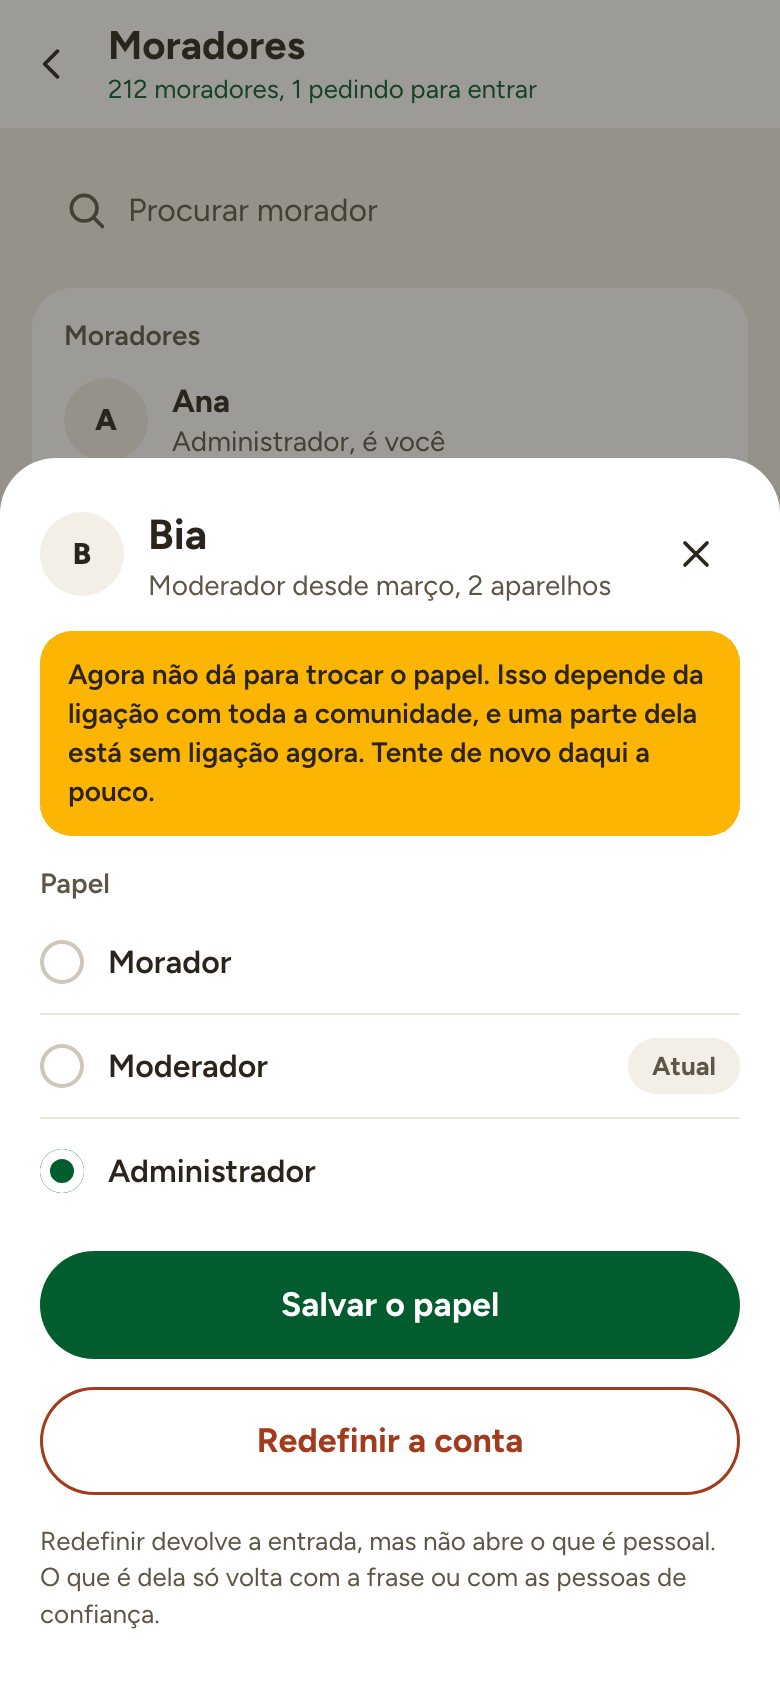 Moradores
212 moradores, 1 pedindo para entrar
Procurar morador
Moradores
A
Ana
Administrador, é você
B
Bia
Moderador desde março, 2 aparelhos
Agora não dá para trocar o papel. Isso depende da
ligação com toda a comunidade, e uma parte dela
está sem ligação agora. Tente de novo daqui a
pouco.
Papel
Morador
Moderador
Atual
Administrador
Salvar o papel
Redefinir a conta
Redefinir devolve a entrada, mas não abre o que é pessoal.
O que é dela só volta com a frase ou com as pessoas de
confiança.